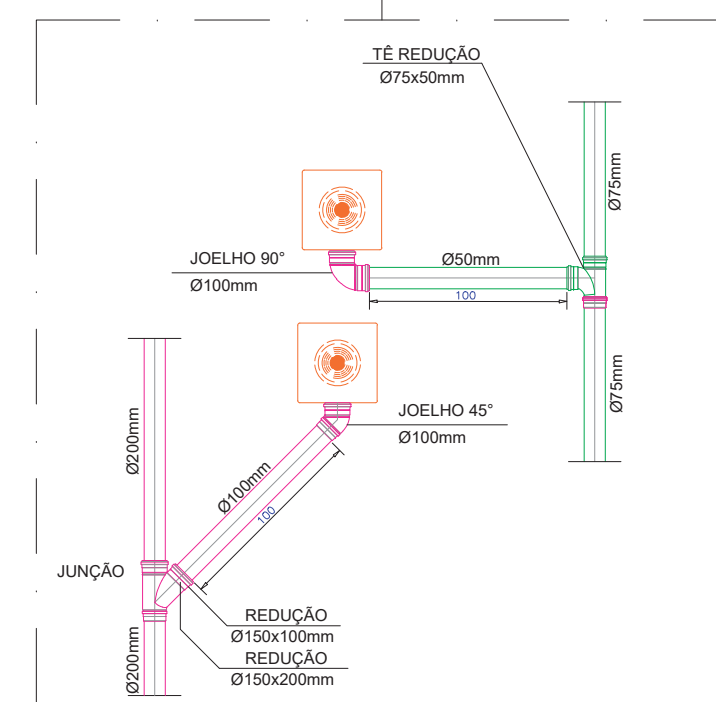 TÊ REDUÇÃO
Ø75x50mm
Ø75mm
JOELHO 90°
Ø100mm
Ø50mm
100
Ø75mm
JOELHO 45°
Ø100mm
Ø200mm
Ø100mm
100
JUNÇÃO
REDUÇÃO
Ø150x100mm
REDUÇÃO
Ø150x200mm
Ø200mm